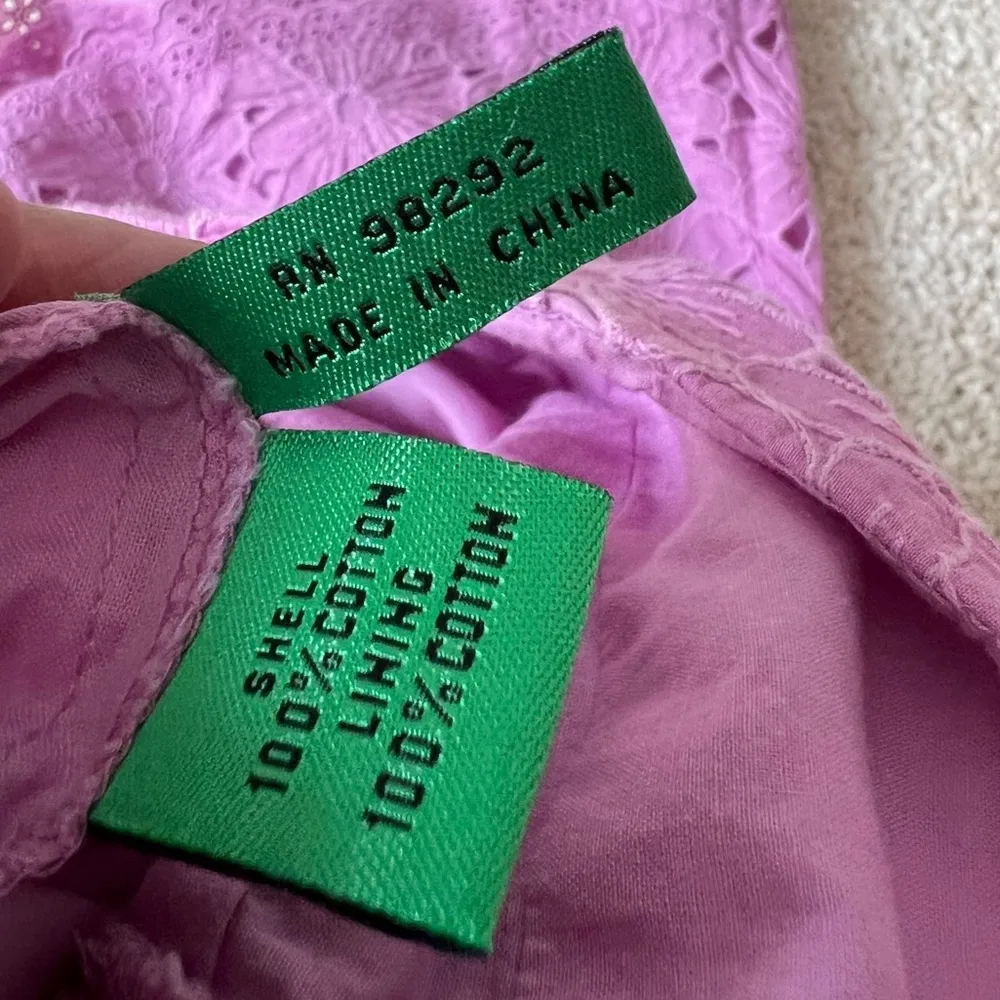 RN 98292
MADE IN CHINA
SHELL
100% COTTON
LINING
100% COTTON